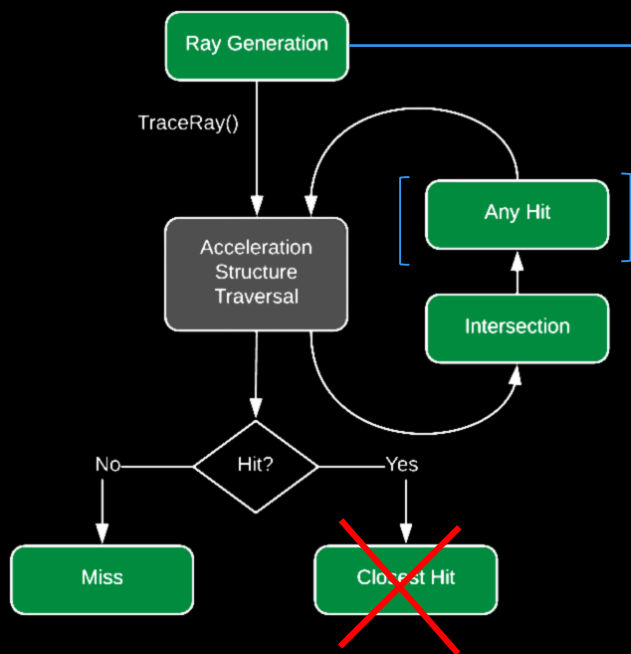 Ray Generation
TraceRay()
Any Hit
Acceleration
Structure
Traversal
Intersection
No
Hit?
Yes
Miss
Closest Hit